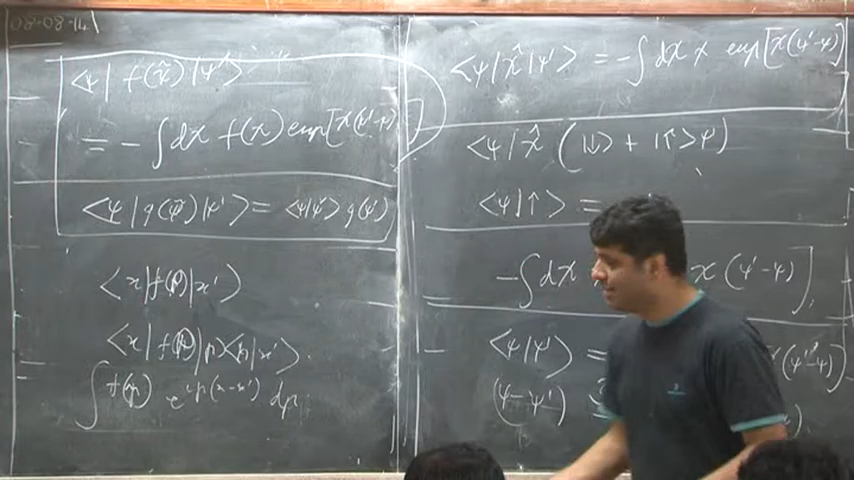 08-08-14
<ψ| f(x̂) |ψ'>
= - ∫ dx f(x) exp[x(ψ'-ψ)]
<ψ| g(ψ̂) |ψ'> = <ψ|ψ'> g(ψ')
<x| f(p̂) |x'>
<x| f(p̂) |p><p|x'>
∫ f(p) e^{ip(x-x')} dp
<ψ| x̂ |ψ'> = - ∫ dx x exp[x(ψ'-ψ)]
<ψ| x̂ (|↓> + |↑>ψ')
<ψ|↑> =
- ∫ dx x(ψ'-ψ)]
<ψ|ψ'> = (ψ'-ψ)]
(ψ-ψ')